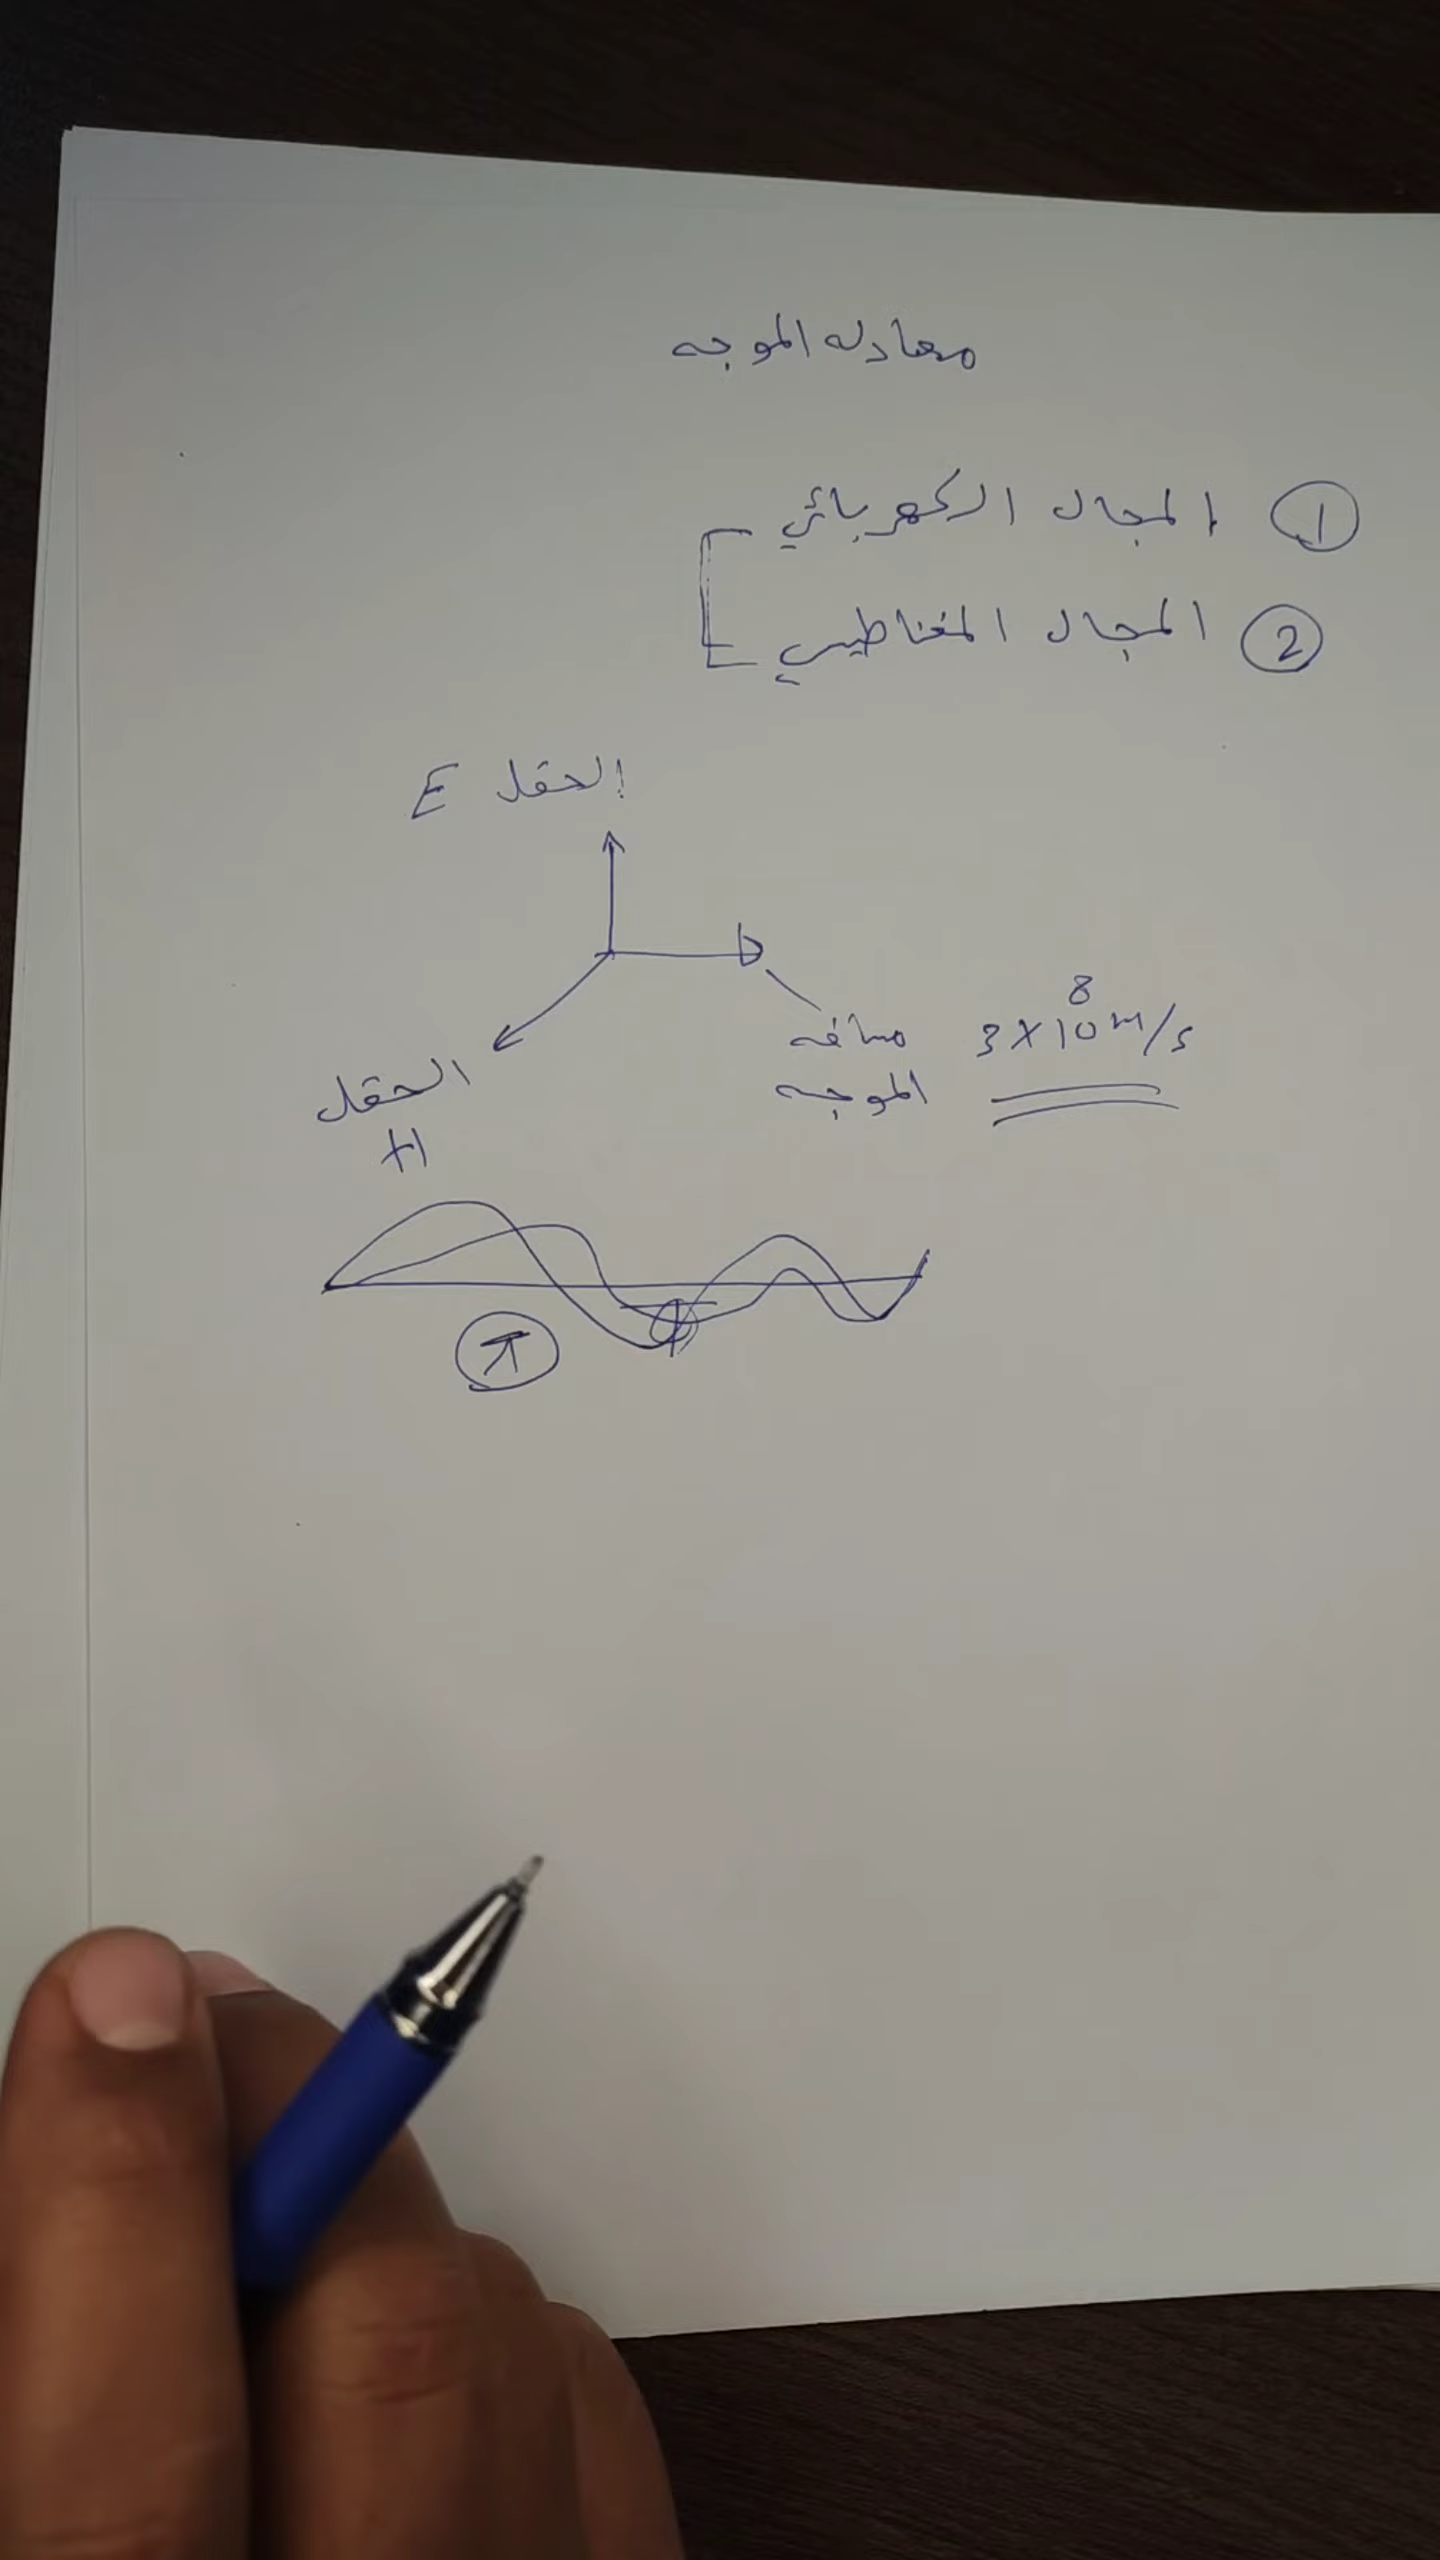 معادله الموجه
① المجال الكهربائي
② المجال المغناطيسي
الحقل E
مسافه الموجه
3×10⁸ m/s
الحقل H
π